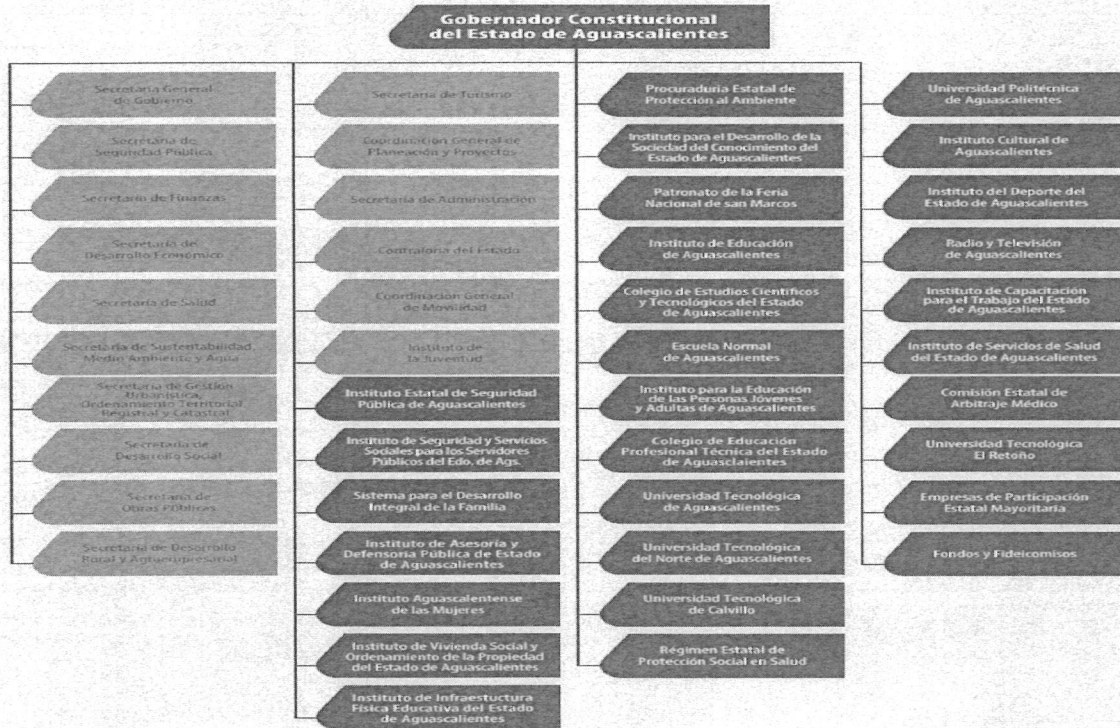 Gobernador Constitucional
del Estado de Aguascalientes
Secretaría General
de Gobierno
Secretaría de
Seguridad Pública
Secretaría de Finanzas
Secretaría de
Desarrollo Económico
Secretaría de Salud
Secretaría de Sustentabilidad,
Medio Ambiente y Agua
Secretaría de Gestión
Urbanística,
Ordenamiento Territorial
Registral y Catastral
Secretaría de
Desarrollo Social
Secretaría de
Obras Públicas
Secretaría de Desarrollo
Rural y Agroempresarial
Secretaría de Turismo
Coordinación General de
Planeación y Proyectos
Secretaría de Administración
Contraloría del Estado
Coordinación General
de Movilidad
Instituto de
la Juventud
Instituto Estatal de Seguridad
Pública de Aguascalientes
Instituto de Seguridad y Servicios
Sociales para los Servidores
Públicos del Edo. de Ags.
Sistema para el Desarrollo
Integral de la Familia
Instituto de Asesoría y
Defensoría Pública de Estado
de Aguascalientes
Instituto Aguascalentense
de las Mujeres
Instituto de Vivienda Social y
Ordenamiento de la Propiedad
del Estado de Aguascalientes
Instituto de Infraestuctura
Física Educativa del Estado
de Aguascalientes
Procuraduría Estatal de
Protección al Ambiente
Instituto para el Desarrollo de la
Sociedad del Conocimiento del
Estado de Aguascalientes
Patronato de la Feria
Nacional de san Marcos
Instituto de Educación
de Aguascalientes
Colegio de Estudios Científicos
y Tecnológicos del Estado
de Aguascalientes
Escuela Normal
de Aguascalientes
Instituto para la Educación
de las Personas Jóvenes
y Adultas de Aguascalientes
Colegio de Educación
Profesional Técnica del Estado
de Aguasclaientes
Universidad Tecnológica
de Aguascalientes
Universidad Tecnológica
del Norte de Aguascalientes
Universidad Tecnológica
de Calvillo
Régimen Estatal de
Protección Social en Salud
Universidad Politécnica
de Aguascalientes
Instituto Cultural de
Aguascalientes
Instituto del Deporte del
Estado de Aguascalientes
Radio y Televisión
de Aguascalientes
Instituto de Capacitación
para el Trabajo del Estado
de Aguascalientes
Instituto de Servicios de Salud
del Estado de Aguascalientes
Comisión Estatal de
Arbitraje Médico
Universidad Tecnológica
El Retoño
Empresas de Participación
Estatal Mayoritaria
Fondos y Fideicomisos